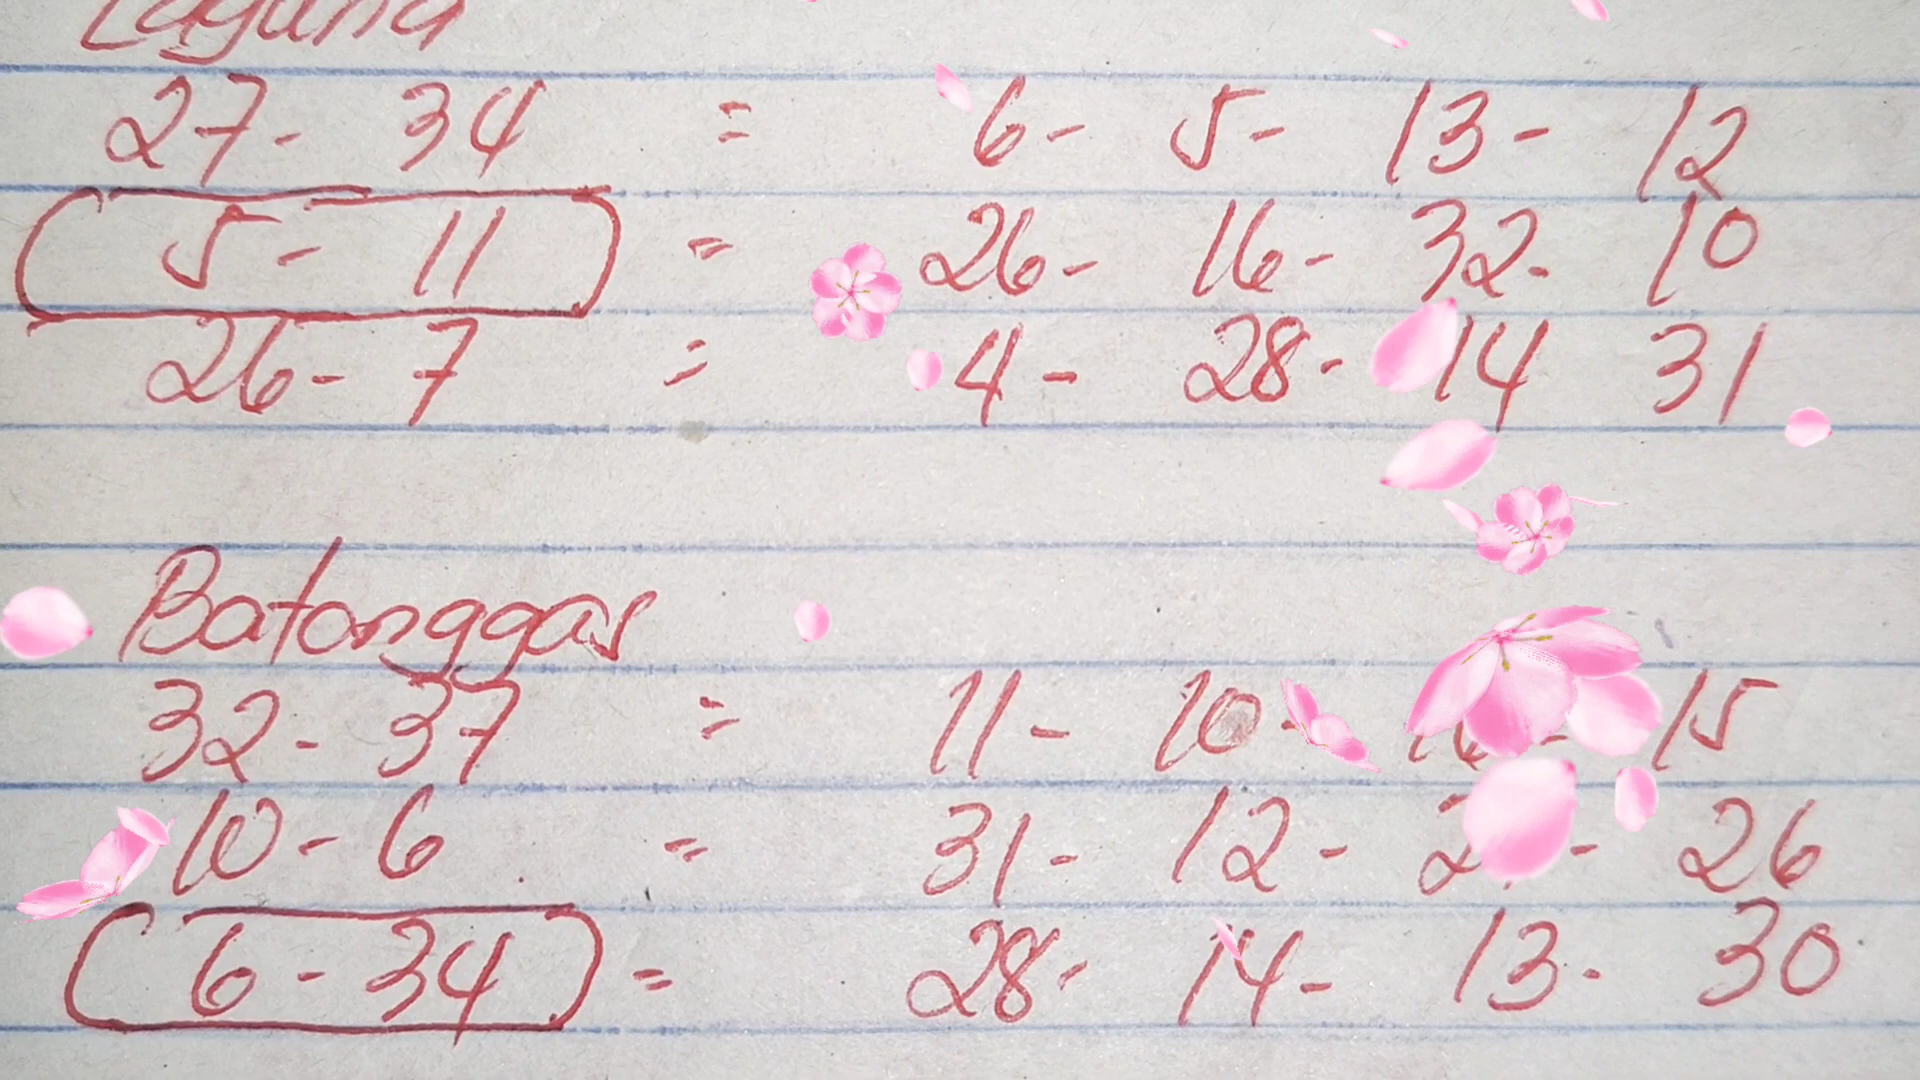 Laguna
27- 34 = 6- 5- 13- 12
5- 11 = 26- 16- 32- 10
26- 7 = 4- 28- 14 31
Batanggas
32- 37 = 11- 10- - 15
10- 6 = 31- 12- - 26
6- 34 = 28- 14- 13- 30